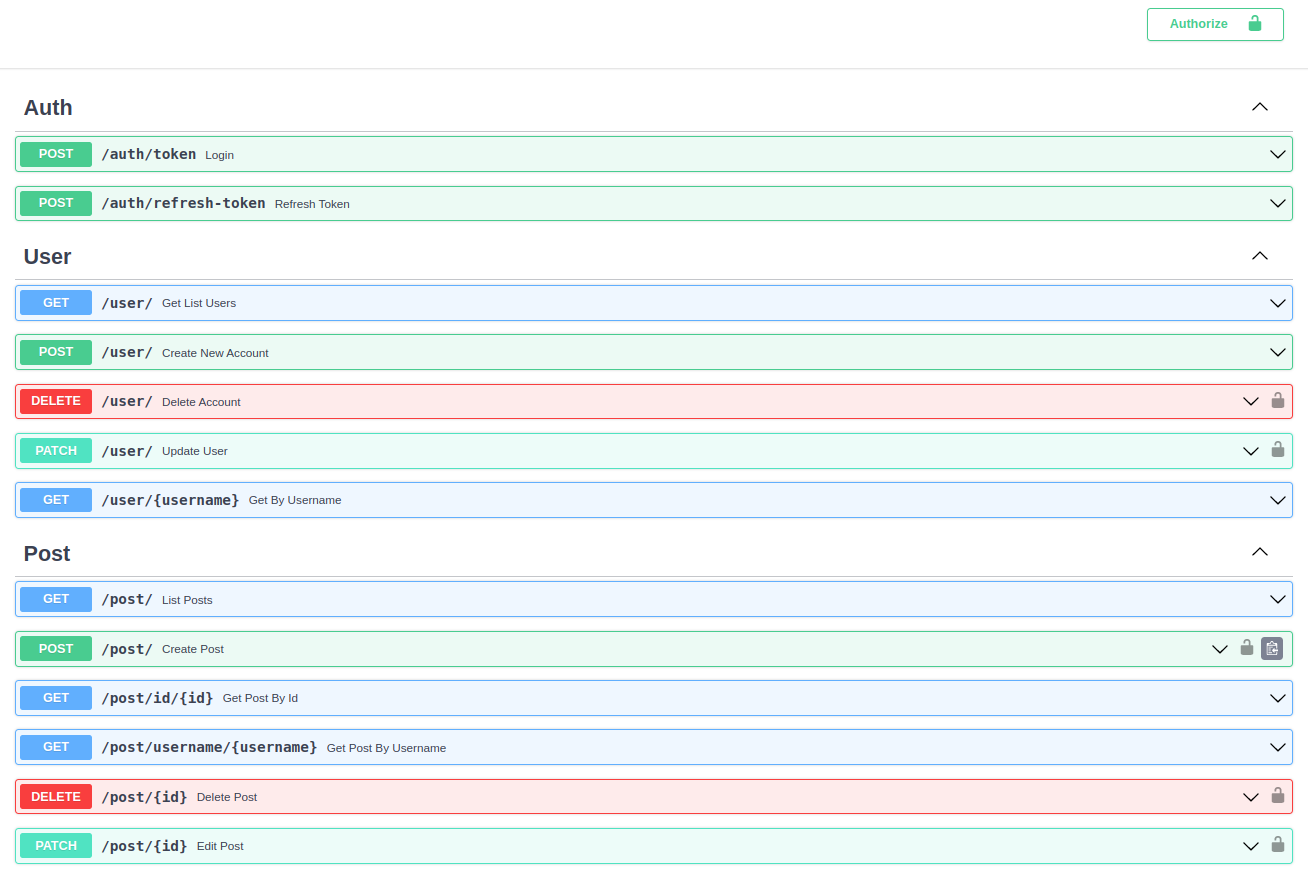 Authorize
Auth
POST /auth/token Login
POST /auth/refresh-token Refresh Token
User
GET /user/ Get List Users
POST /user/ Create New Account
DELETE /user/ Delete Account
PATCH /user/ Update User
GET /user/{username} Get By Username
Post
GET /post/ List Posts
POST /post/ Create Post
GET /post/id/{id} Get Post By Id
GET /post/username/{username} Get Post By Username
DELETE /post/{id} Delete Post
PATCH /post/{id} Edit Post